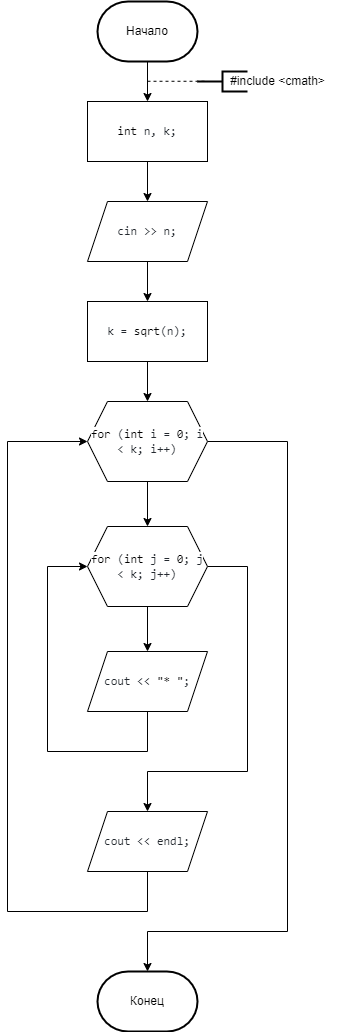 Начало
#include <cmath>
int n, k;
cin >> n;
k = sqrt(n);
for (int i = 0; i
< k; i++)
for (int j = 0; j
< k; j++)
cout << "* ";
cout << endl;
Конец